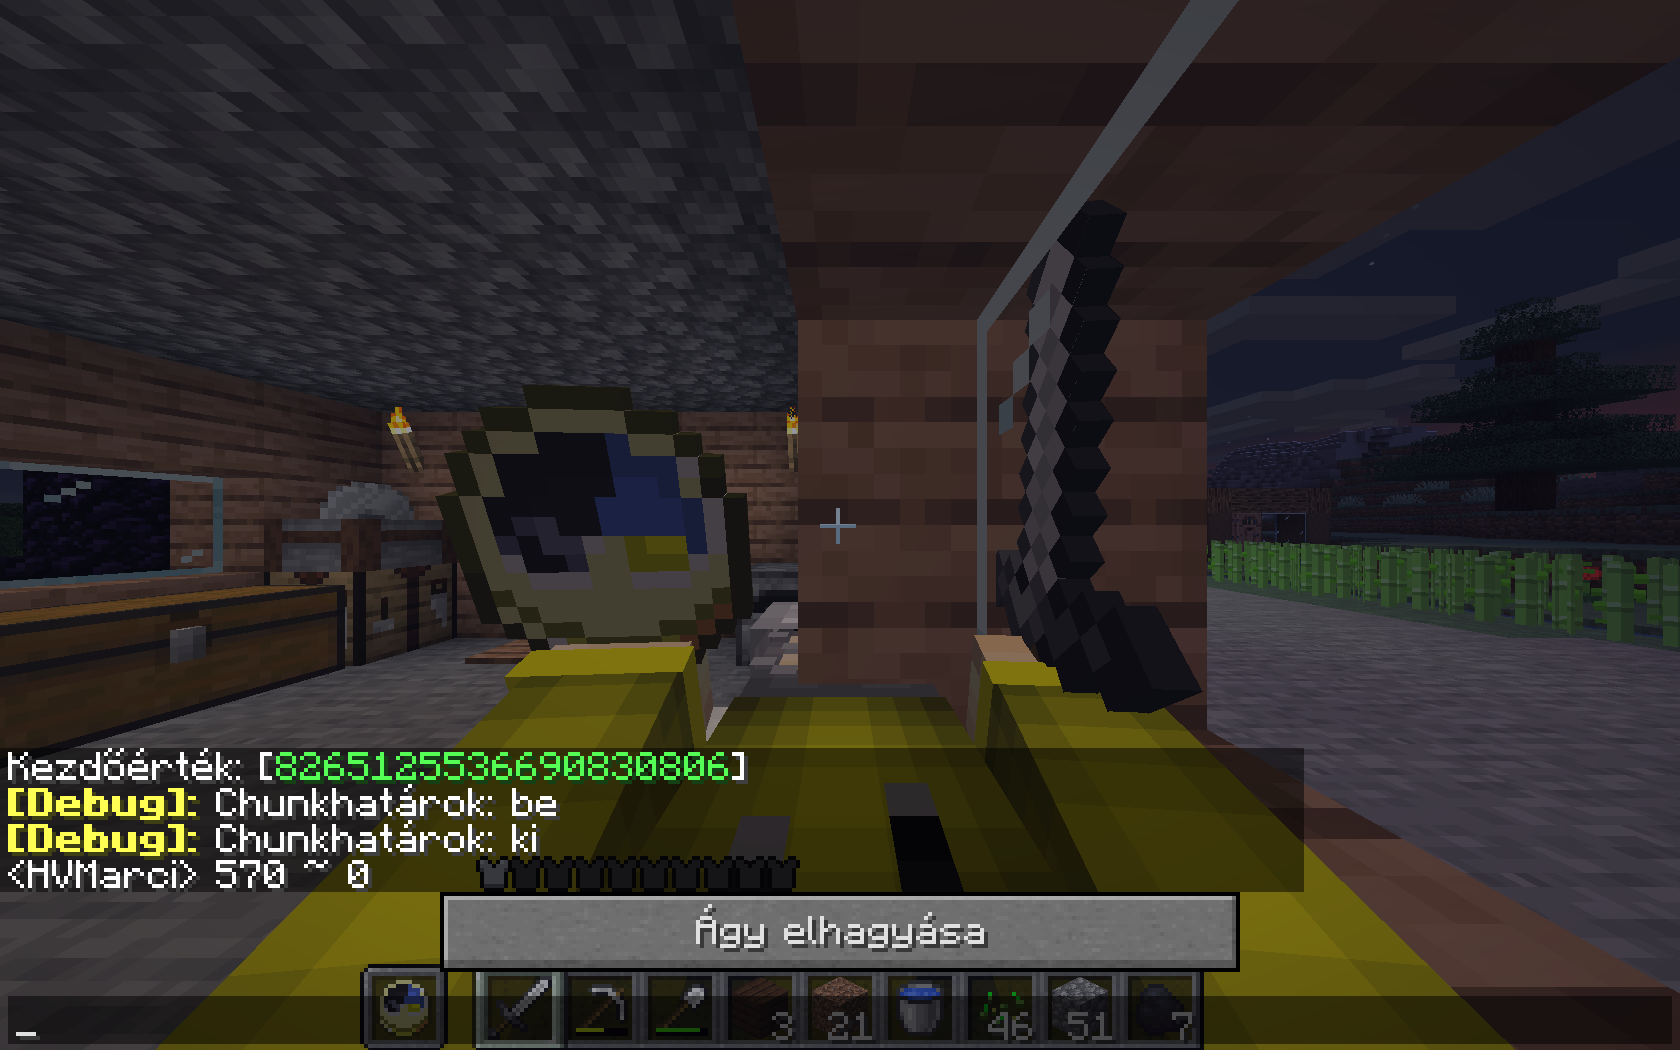 Kezdőérték: [8265125536690830806]
[Debug]: Chunkhatárok: be
[Debug]: Chunkhatárok: ki
<HVMarci> 570 ~ 0
Ágy elhagyása
3 21 46 51 7
_